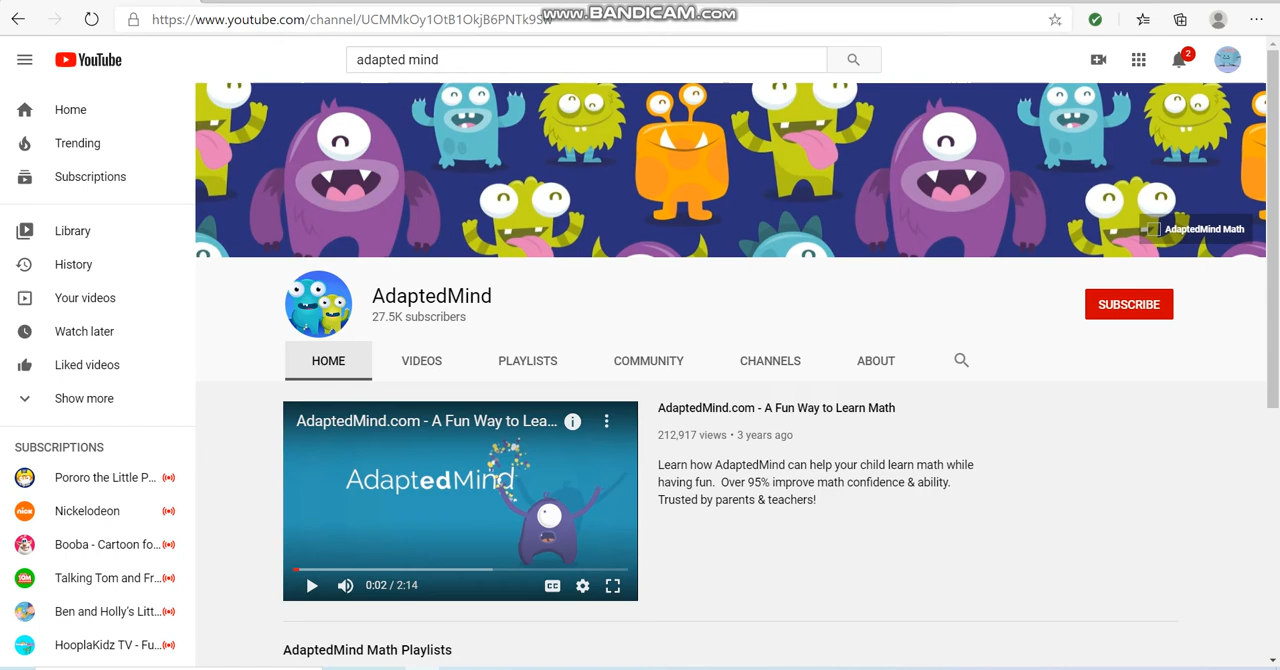 https://www.youtube.com/channel/UCMMkOy1OtB1OkjB6PNTk9Sw
www.BANDICAM.com
YouTube
adapted mind
2
Home
Trending
Subscriptions
Library
History
Your videos
Watch later
Liked videos
Show more
SUBSCRIPTIONS
Pororo the Little P...
Nickelodeon
Booba - Cartoon fo...
Talking Tom and Fr...
Ben and Holly's Litt...
HooplaKidz TV - Fu...
AdaptedMind Math
AdaptedMind
27.5K subscribers
SUBSCRIBE
HOME VIDEOS PLAYLISTS COMMUNITY CHANNELS ABOUT
AdaptedMind.com - A Fun Way to Lea...
AdaptedMind
0:02 / 2:14
CC
AdaptedMind.com - A Fun Way to Learn Math
212,917 views • 3 years ago
Learn how AdaptedMind can help your child learn math while
having fun. Over 95% improve math confidence & ability.
Trusted by parents & teachers!
AdaptedMind Math Playlists